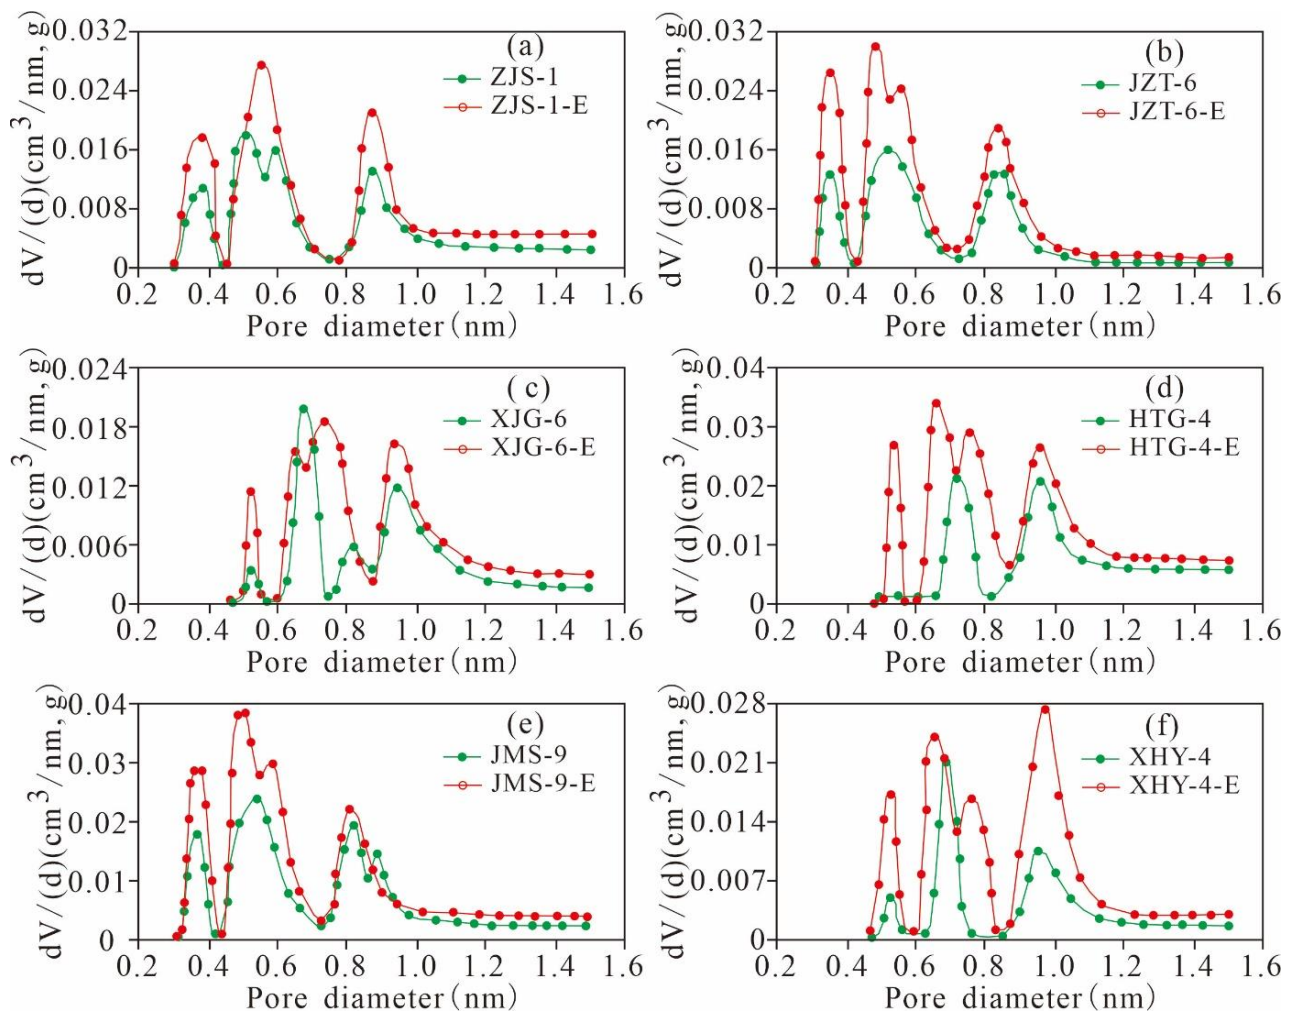 dV/(d)(cm³/nm, g)
0.032
0.024
0.016
0.008
0
(a)
ZJS-1
ZJS-1-E
0.2 0.4 0.6 0.8 1.0 1.2 1.4 1.6
Pore diameter(nm)
dV/(d)(cm³/nm, g)
0.032
0.024
0.016
0.008
0
(b)
JZT-6
JZT-6-E
0.2 0.4 0.6 0.8 1.0 1.2 1.4 1.6
Pore diameter(nm)
dV/(d)(cm³/nm, g)
0.024
0.018
0.012
0.006
0
(c)
XJG-6
XJG-6-E
0.2 0.4 0.6 0.8 1.0 1.2 1.4 1.6
Pore diameter(nm)
dV/(d)(cm³/nm, g)
0.04
0.03
0.02
0.01
0
(d)
HTG-4
HTG-4-E
0.2 0.4 0.6 0.8 1.0 1.2 1.4 1.6
Pore diameter(nm)
dV/(d)(cm³/nm, g)
0.04
0.03
0.02
0.01
0
(e)
JMS-9
JMS-9-E
0.2 0.4 0.6 0.8 1.0 1.2 1.4 1.6
Pore diameter(nm)
dV/(d)(cm³/nm, g)
0.028
0.021
0.014
0.007
0
(f)
XHY-4
XHY-4-E
0.2 0.4 0.6 0.8 1.0 1.2 1.4 1.6
Pore diameter(nm)